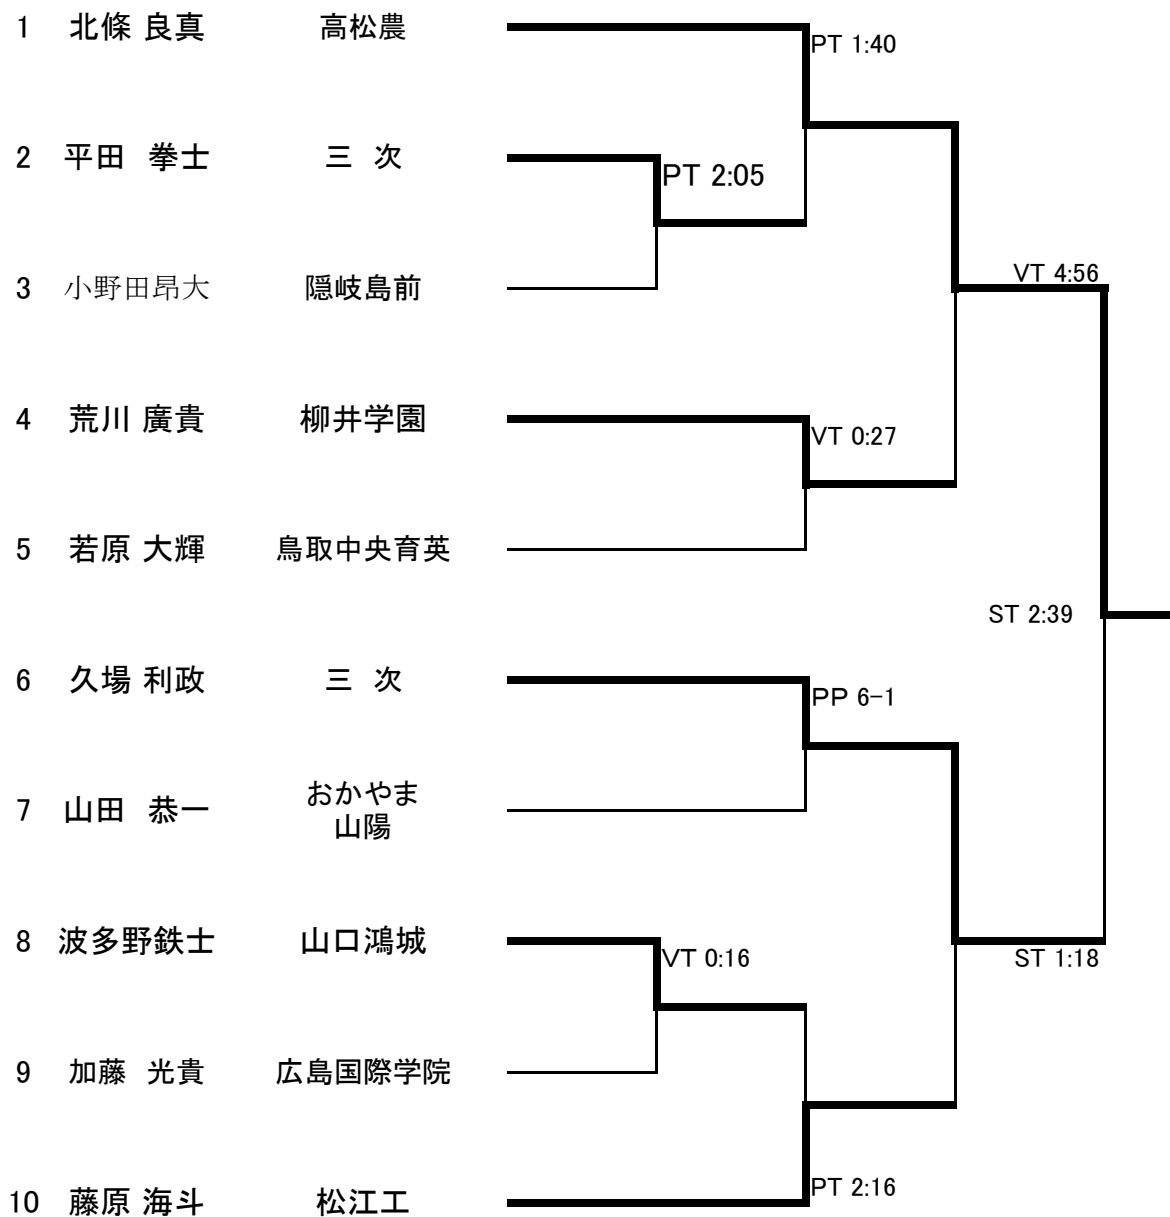 1 北條 良真 高松農
PT 1:40
2 平田 拳士 三 次
PT 2:05
3 小野田昂大 隠岐島前
VT 4:56
4 荒川 廣貴 柳井学園
VT 0:27
5 若原 大輝 鳥取中央育英
ST 2:39
6 久場 利政 三 次
PP 6-1
7 山田 恭一 おかやま
山陽
8 波多野鉄士 山口鴻城
VT 0:16
ST 1:18
9 加藤 光貴 広島国際学院
10 藤原 海斗 松江工
PT 2:16